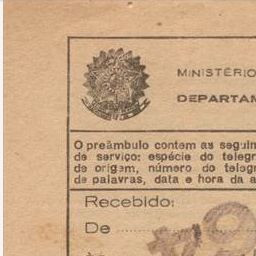 MINISTÉRIO
DEPARTAM
O preâmbulo contem as seguin
de serviço: espécie do telegr
de origem, número do telegr
de palavras, data e hora da a
Recebido:
De